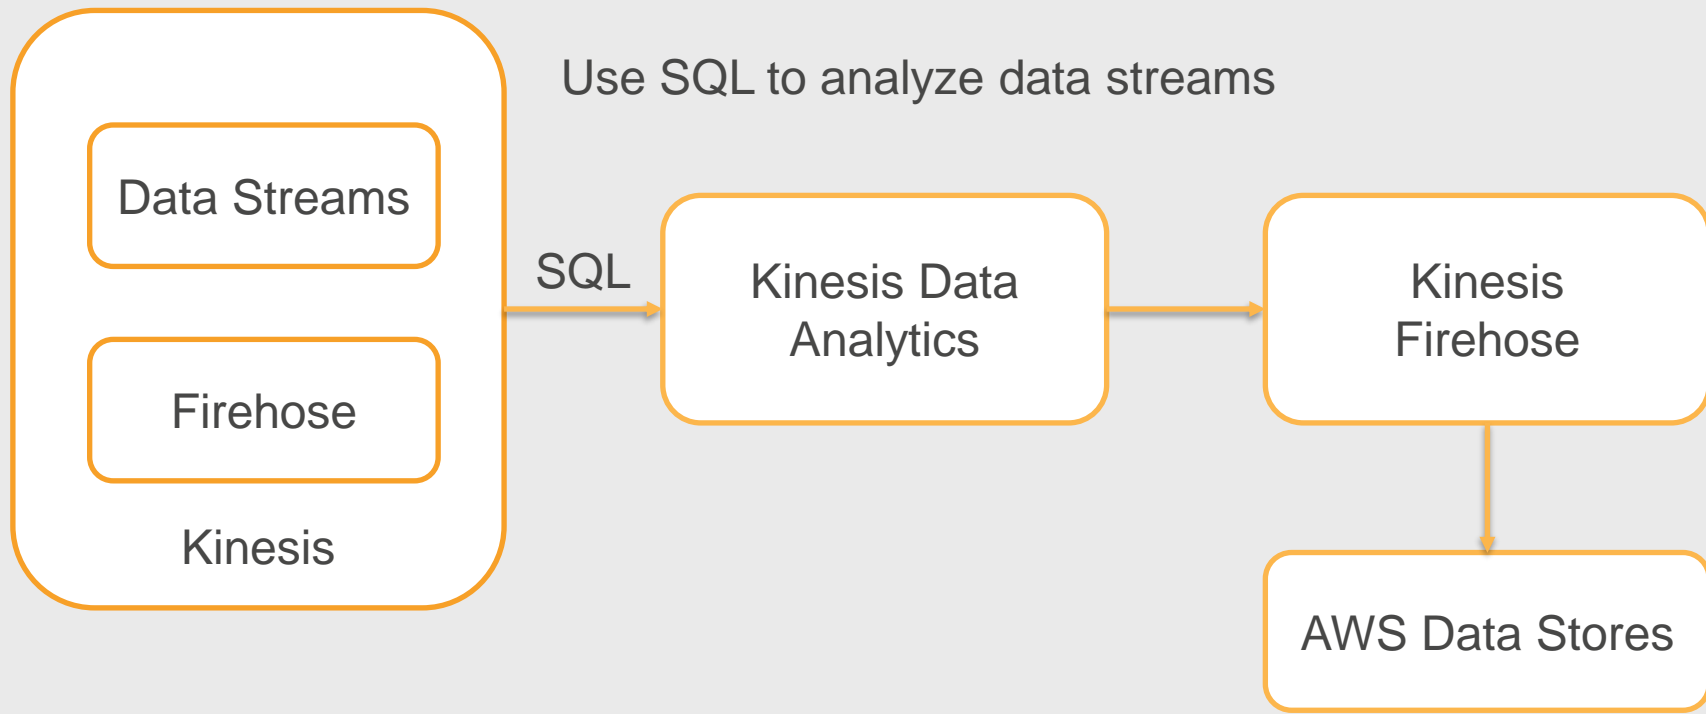 Use SQL to analyze data streams
Data Streams
Firehose
Kinesis
SQL
Kinesis Data
Analytics
Kinesis
Firehose
AWS Data Stores